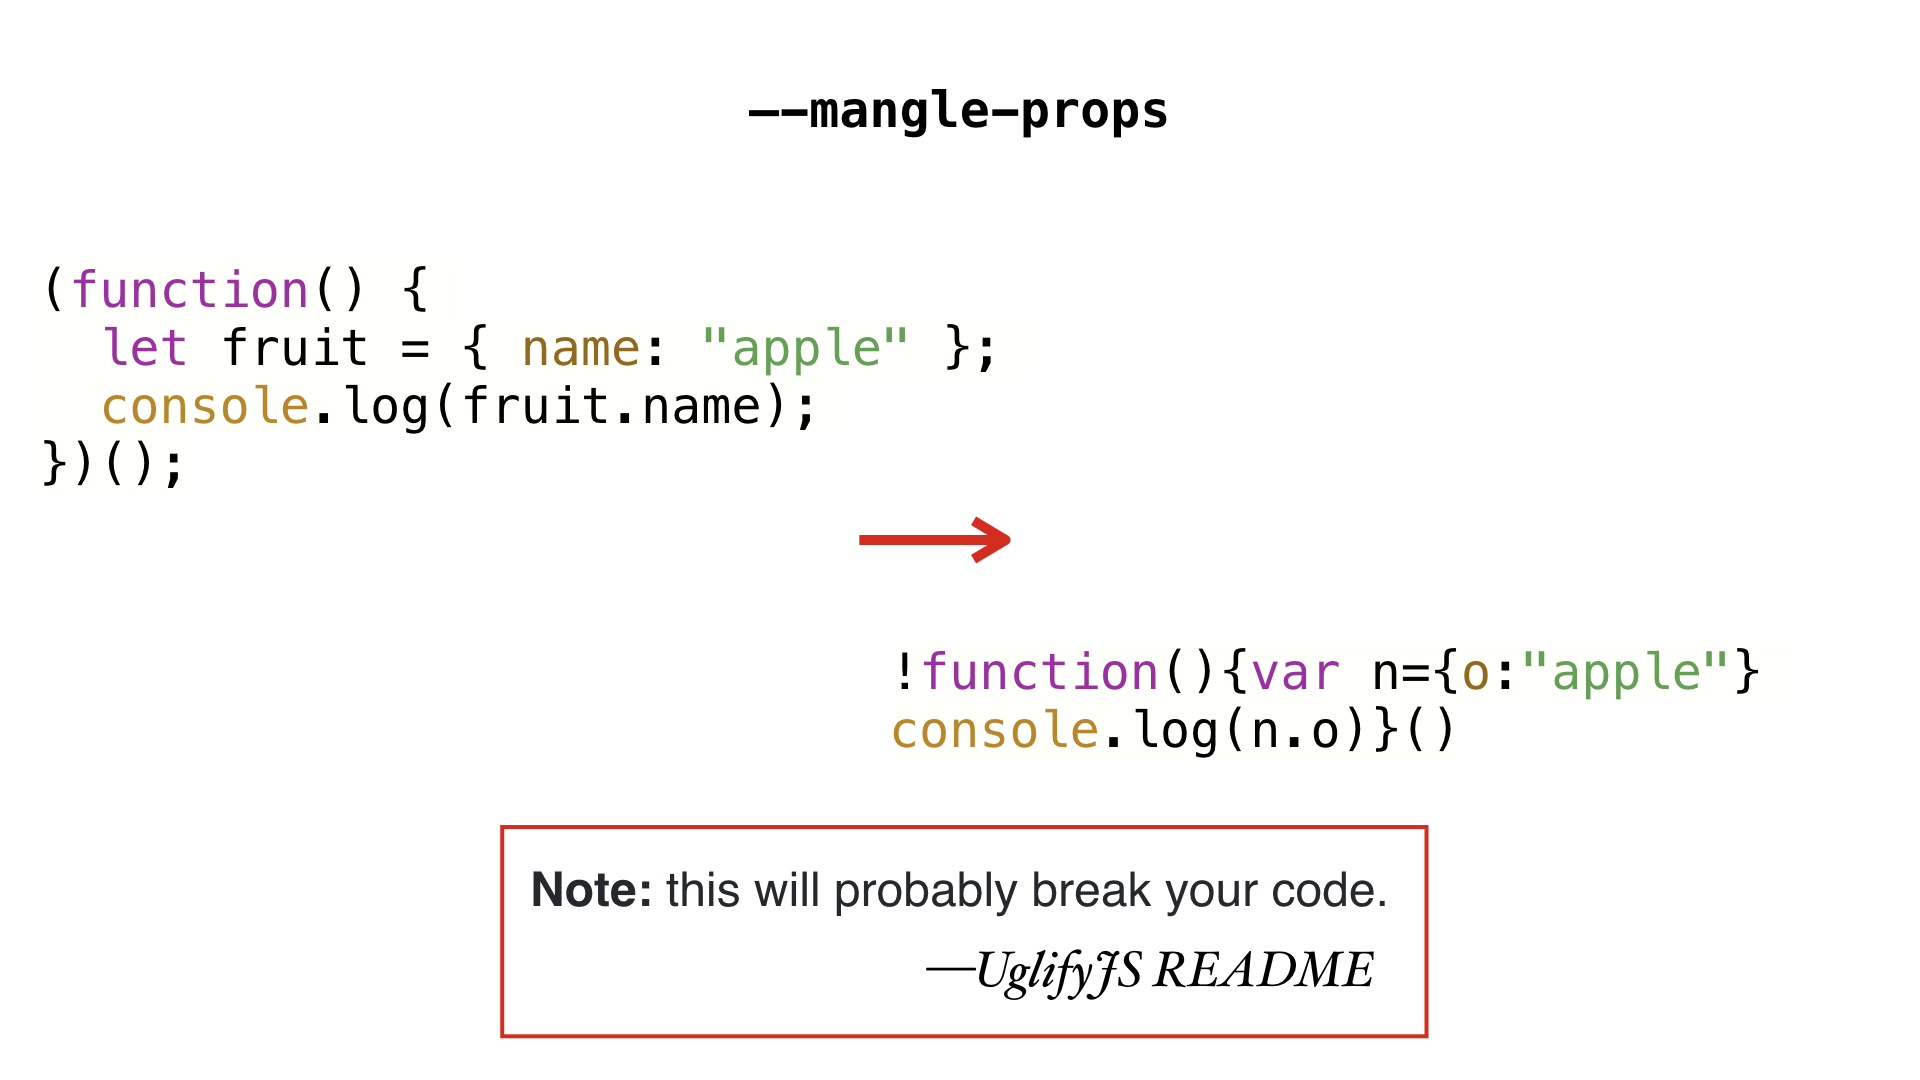 --mangle-props
(function() {
  let fruit = { name: "apple" };
  console.log(fruit.name);
})();
!function(){var n={o:"apple"}
console.log(n.o)}()
Note: this will probably break your code.
—UglifyJS README